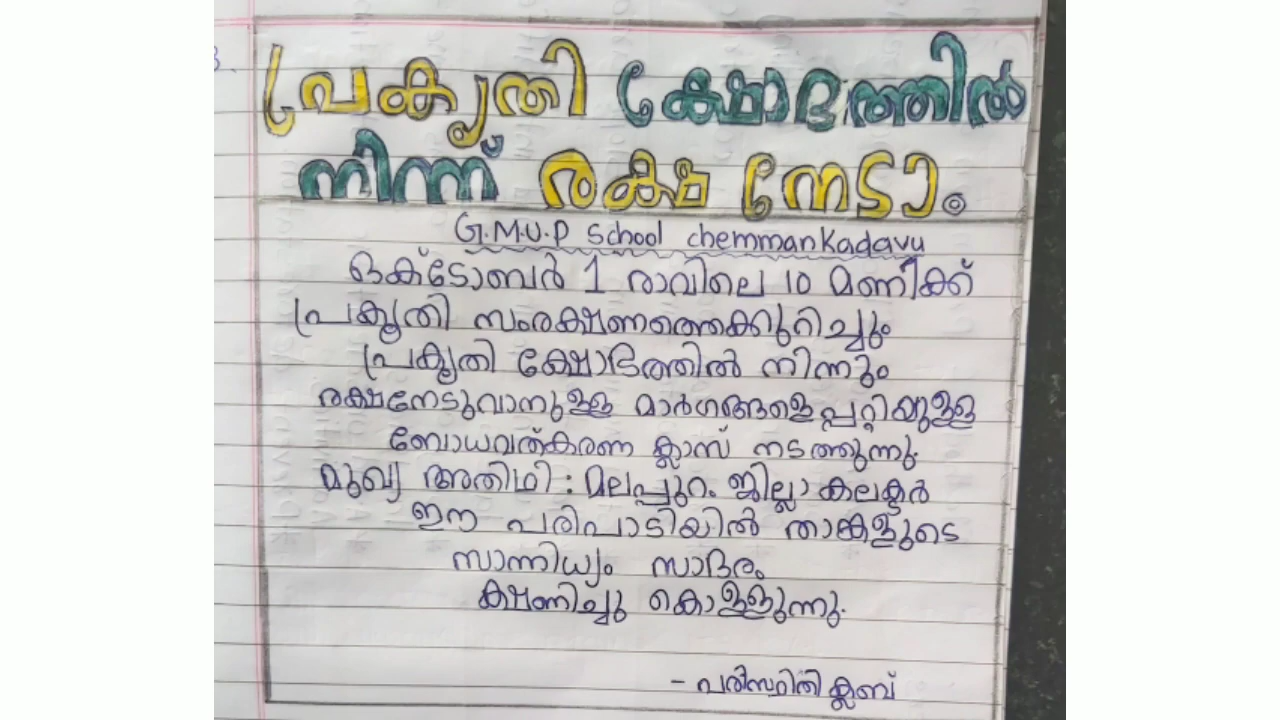 പ്രകൃതി ക്ഷോഭത്തിൽ
നിന്ന് രക്ഷ നേടാം
G.M.U.P School chemmankadavu
ഒക്ടോബർ 1 രാവിലെ 10 മണിക്ക്
പ്രകൃതി സംരക്ഷണത്തെക്കുറിച്ചും
പ്രകൃതി ക്ഷോഭത്തിൽ നിന്നും
രക്ഷനേടുവാനുള്ള മാർഗങ്ങളെപ്പറ്റിയുള്ള
ബോധവത്കരണ ക്ലാസ് നടത്തുന്നു.
മുഖ്യ അതിഥി : മലപ്പുറം ജില്ലാ കലക്ടർ
ഈ പരിപാടിയിൽ താങ്കളുടെ
സാന്നിധ്യം സാദരം
ക്ഷണിച്ചു കൊള്ളുന്നു.
- പരിസ്ഥിതി ക്ലബ്